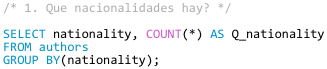 /* 1. Que nacionalidades hay? */
SELECT nationality, COUNT(*) AS Q_nationality
FROM authors
GROUP BY(nationality);